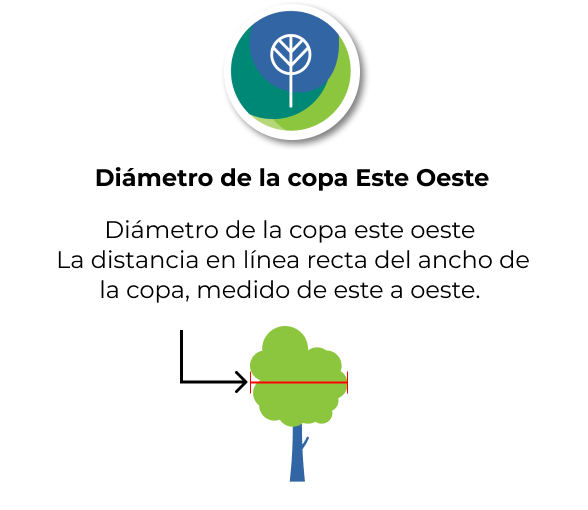 Diámetro de la copa Este Oeste
Diámetro de la copa este oeste
La distancia en línea recta del ancho de
la copa, medido de este a oeste.